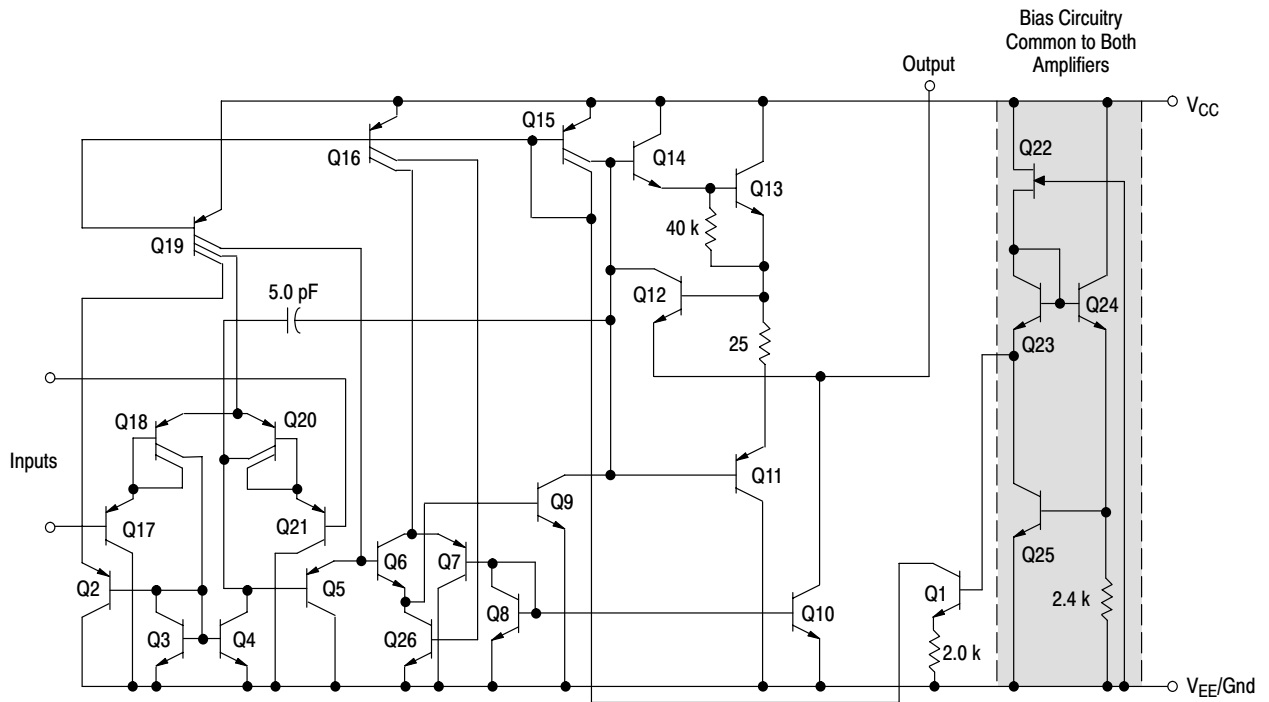 Bias Circuitry
Common to Both
Amplifiers
Output
VCC
Q15
Q22
Q16
Q14
Q13
40 k
Q19
5.0 pF
Q12
Q24
25
Q23
Q18
Q20
Inputs
Q11
Q9
Q17
Q21
Q25
Q6
Q7
Q2
Q5
Q1
2.4 k
Q8
Q10
Q3
Q4
Q26
2.0 k
VEE/Gnd